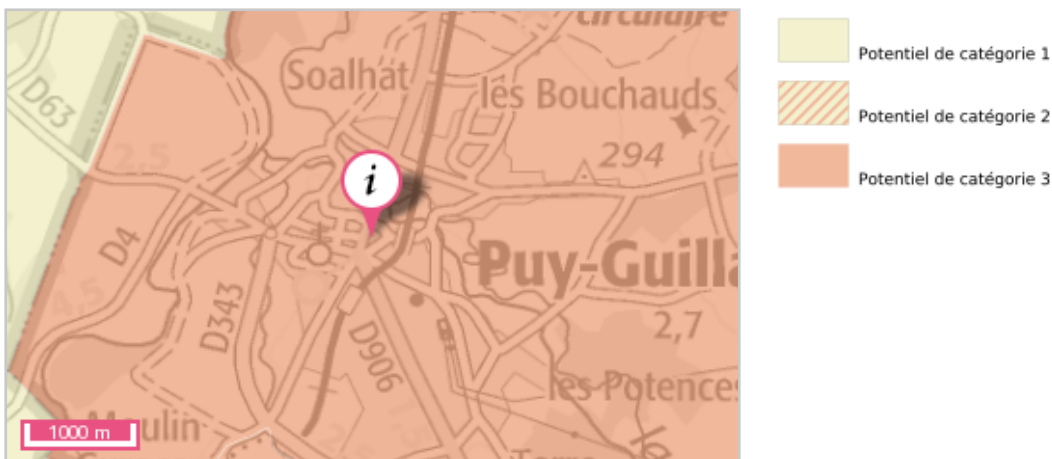 circulaire
Soalhat
les Bouchauds
D63
2,5
294
i
D4
4,5
Puy-Guilla
D343
2,7
D906
les Potences
Moulin
1000 m
Potentiel de catégorie 1
Potentiel de catégorie 2
Potentiel de catégorie 3